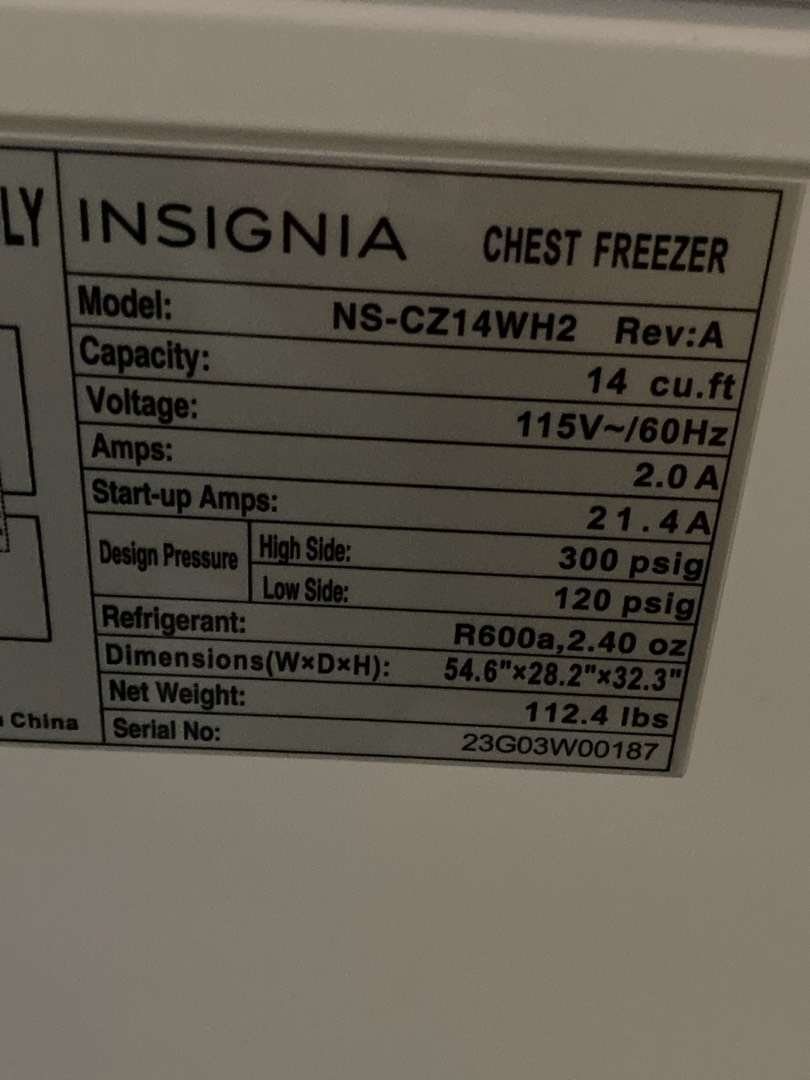 LY
INSIGNIA CHEST FREEZER
Model: NS-CZ14WH2 Rev:A
Capacity: 14 cu.ft
Voltage: 115V~/60Hz
Amps: 2.0 A
Start-up Amps: 21.4A
Design Pressure High Side: 300 psig
Low Side: 120 psig
Refrigerant: R600a,2.40 oz
Dimensions(W×D×H): 54.6"×28.2"×32.3"
Net Weight: 112.4 lbs
China
Serial No: 23G03W00187